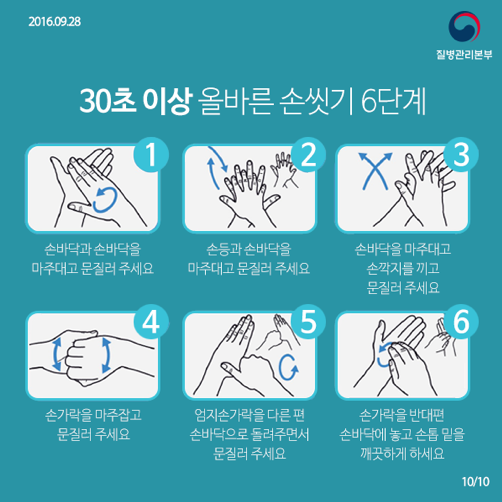 2016.09.28
질병관리본부
30초 이상 올바른 손씻기 6단계
1
손바닥과 손바닥을
마주대고 문질러 주세요
2
손등과 손바닥을
마주대고 문질러 주세요
3
손바닥을 마주대고
손깍지를 끼고
문질러 주세요
4
손가락을 마주잡고
문질러 주세요
5
엄지손가락을 다른 편
손바닥으로 돌려주면서
문질러 주세요
6
손가락을 반대편
손바닥에 놓고 손톱 밑을
깨끗하게 하세요
10/10